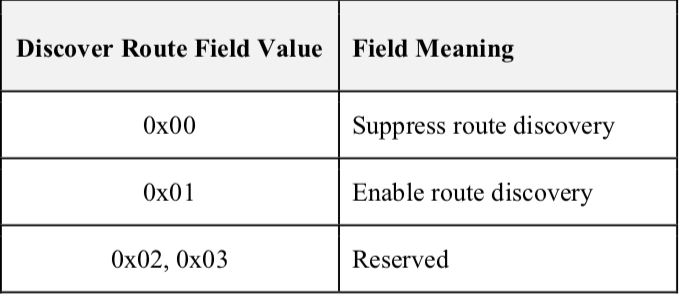 Discover Route Field Value Field Meaning
0x00 Suppress route discovery
0x01 Enable route discovery
0x02, 0x03 Reserved